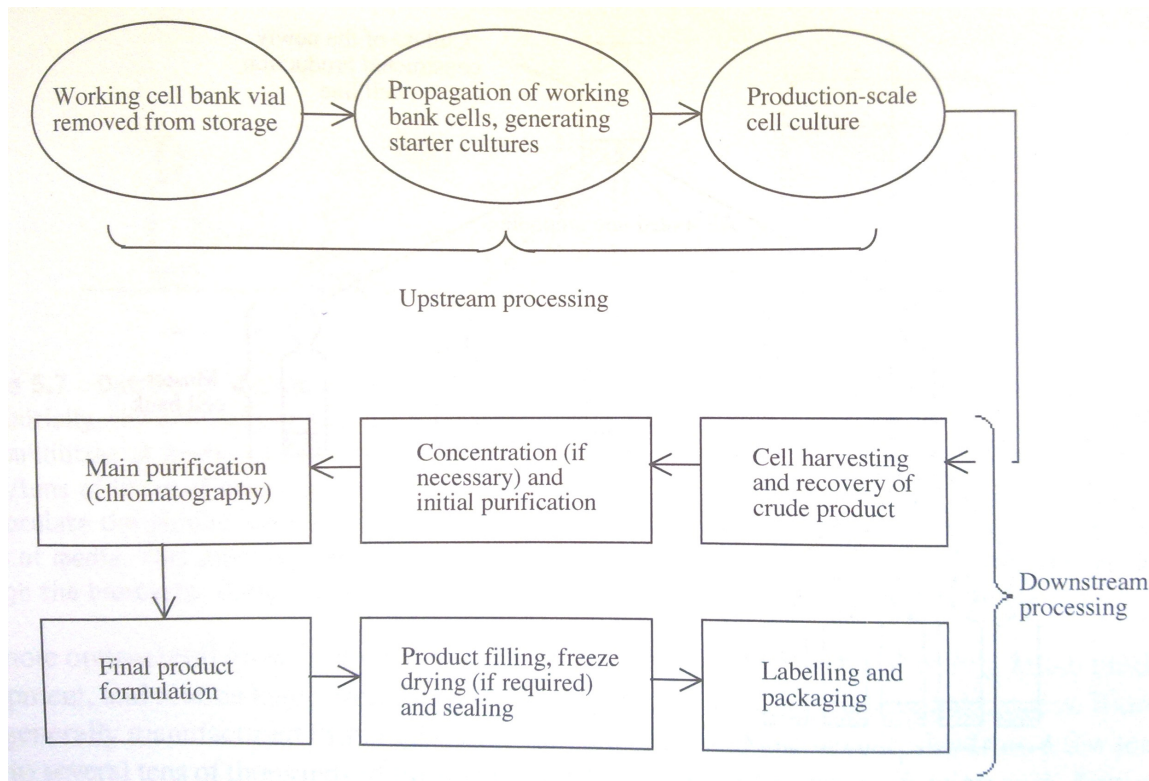 Working cell bank vial
removed from storage
Propagation of working
bank cells, generating
starter cultures
Production-scale
cell culture
Upstream processing
Cell harvesting
and recovery of
crude product
Concentration (if
necessary) and
initial purification
Main purification
(chromatography)
Downstream
processing
Final product
formulation
Product filling, freeze
drying (if required)
and sealing
Labelling and
packaging